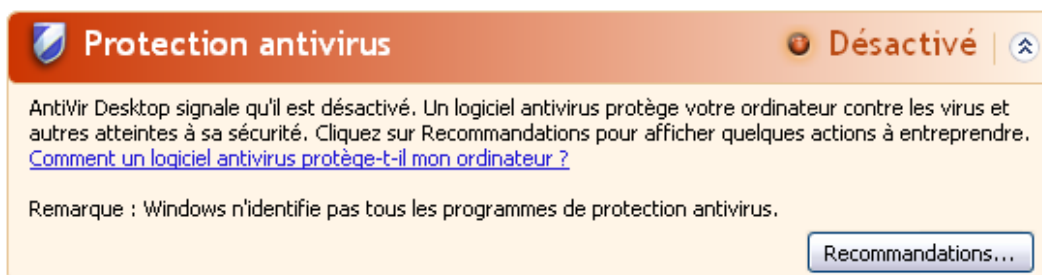 Protection antivirus
Désactivé
AntiVir Desktop signale qu'il est désactivé. Un logiciel antivirus protège votre ordinateur contre les virus et
autres atteintes à sa sécurité. Cliquez sur Recommandations pour afficher quelques actions à entreprendre.
Comment un logiciel antivirus protège-t-il mon ordinateur ?
Remarque : Windows n'identifie pas tous les programmes de protection antivirus.
Recommandations...